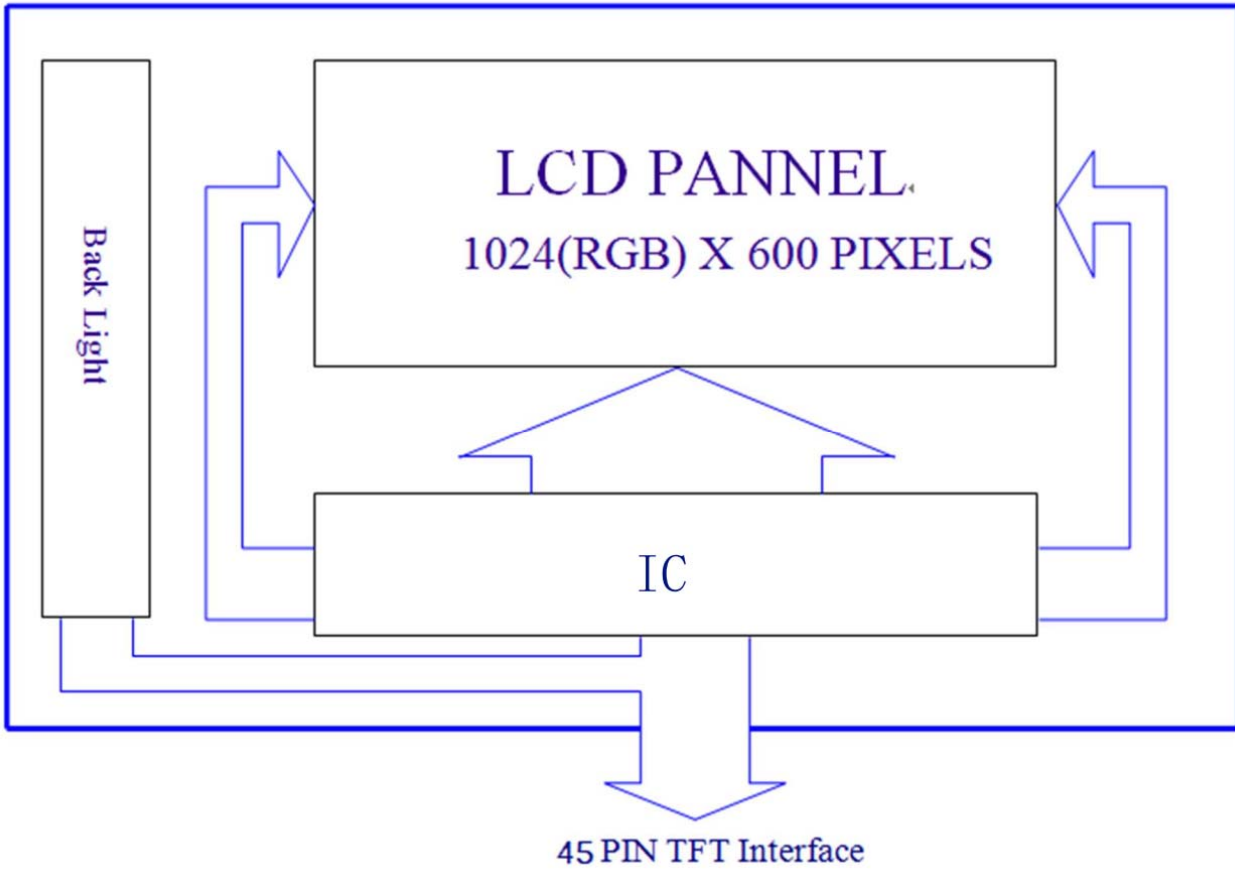 LCD PANNEL
1024(RGB) X 600 PIXELS
Back Light
IC
45 PIN TFT Interface